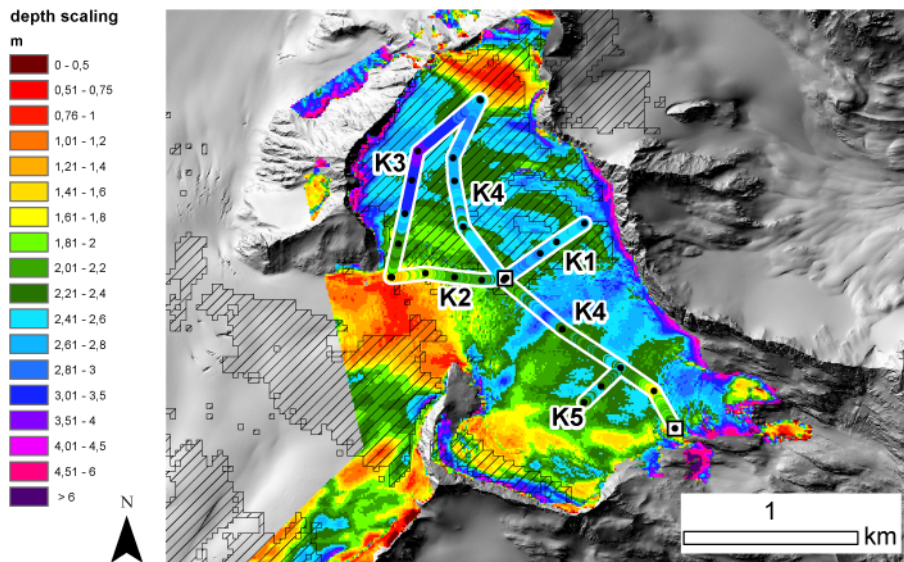 depth scaling
m
0 - 0,5
0,51 - 0,75
0,76 - 1
1,01 - 1,2
1,21 - 1,4
1,41 - 1,6
1,61 - 1,8
1,81 - 2
2,01 - 2,2
2,21 - 2,4
2,41 - 2,6
2,61 - 2,8
2,81 - 3
3,01 - 3,5
3,51 - 4
4,01 - 4,5
4,51 - 6
> 6
N
K3
K4
K1
K2
K4
K5
1
km